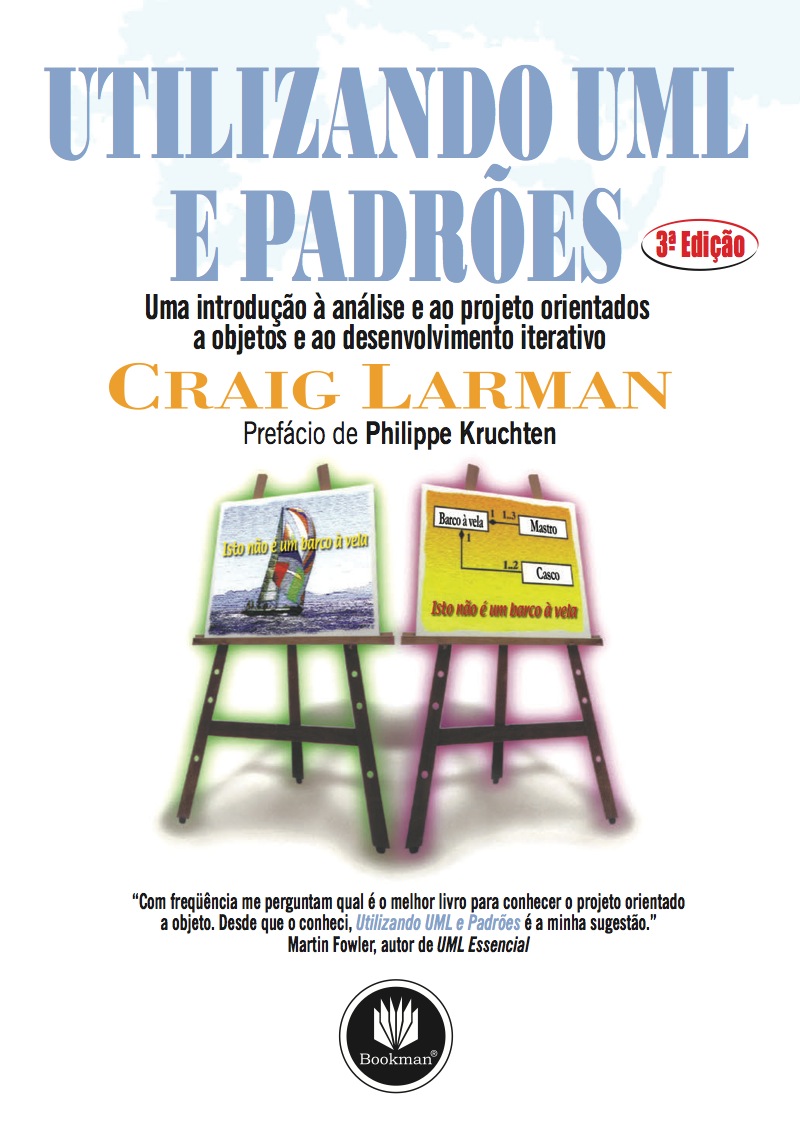 UTILIZANDO UML
E PADRÕES
3ª Edição
Uma introdução à análise e ao projeto orientados
a objetos e ao desenvolvimento iterativo
CRAIG LARMAN
Prefácio de Philippe Kruchten
Isto não é um barco à vela
Barco à vela
1
1..3
Mastro
1
1..2
Casco
Isto não é um barco à vela
“Com freqüência me perguntam qual é o melhor livro para conhecer o projeto orientado
a objeto. Desde que o conheci, Utilizando UML e Padrões é a minha sugestão.”
Martin Fowler, autor de UML Essencial
Bookman®